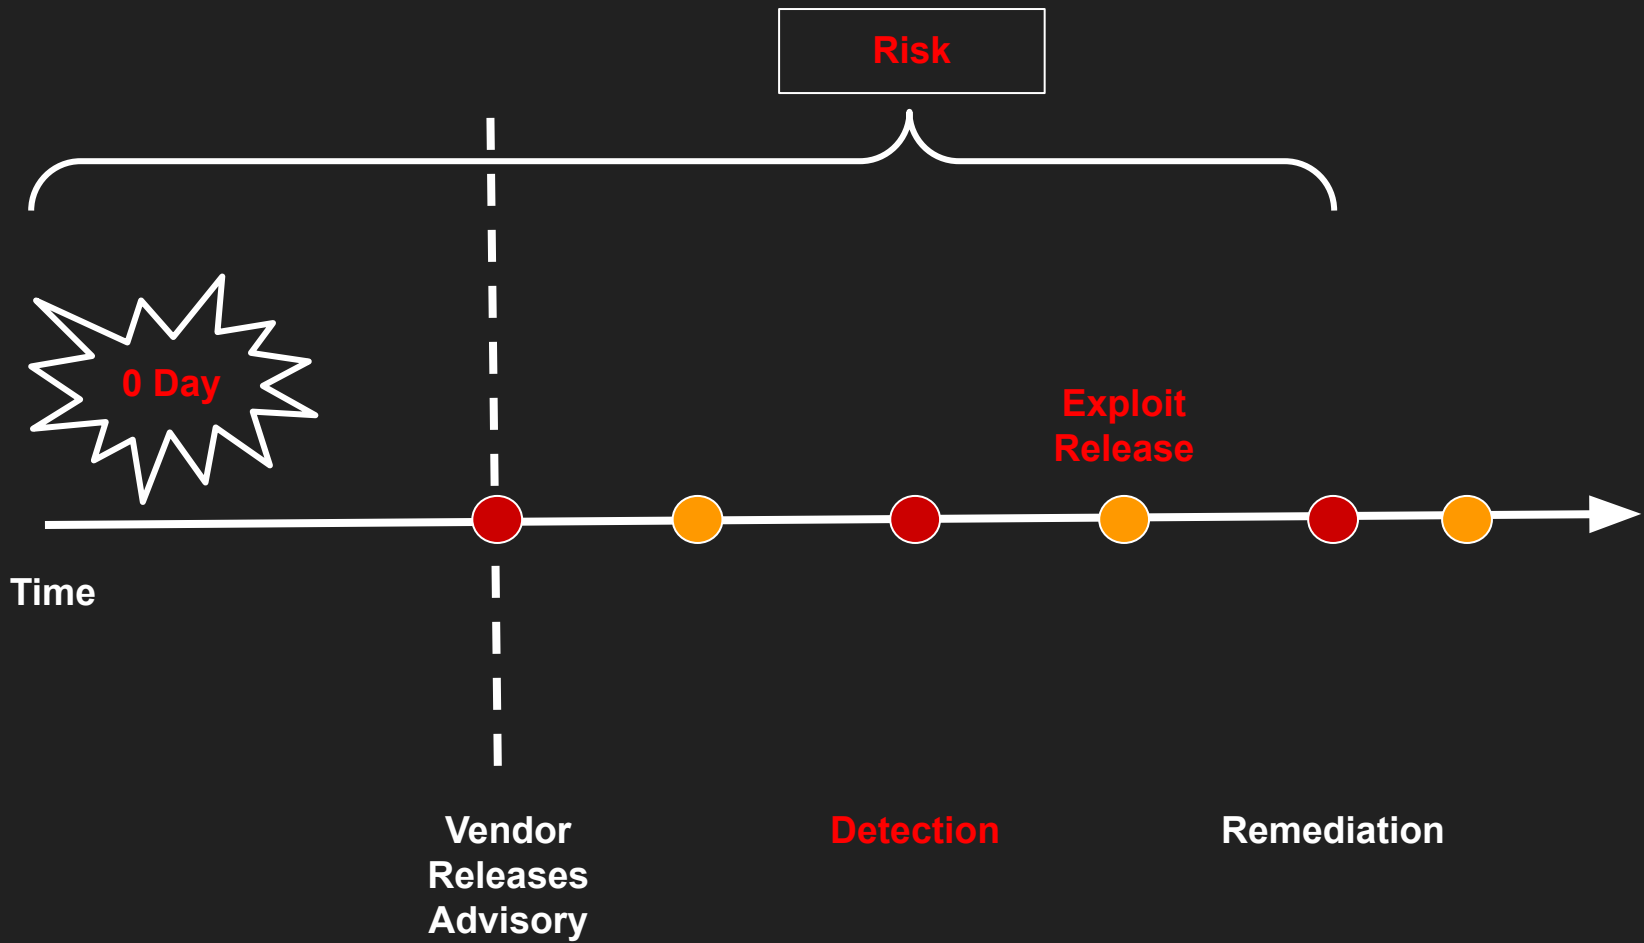 Risk
0 Day
Exploit
Release
Time
Vendor
Releases
Advisory
Detection
Remediation